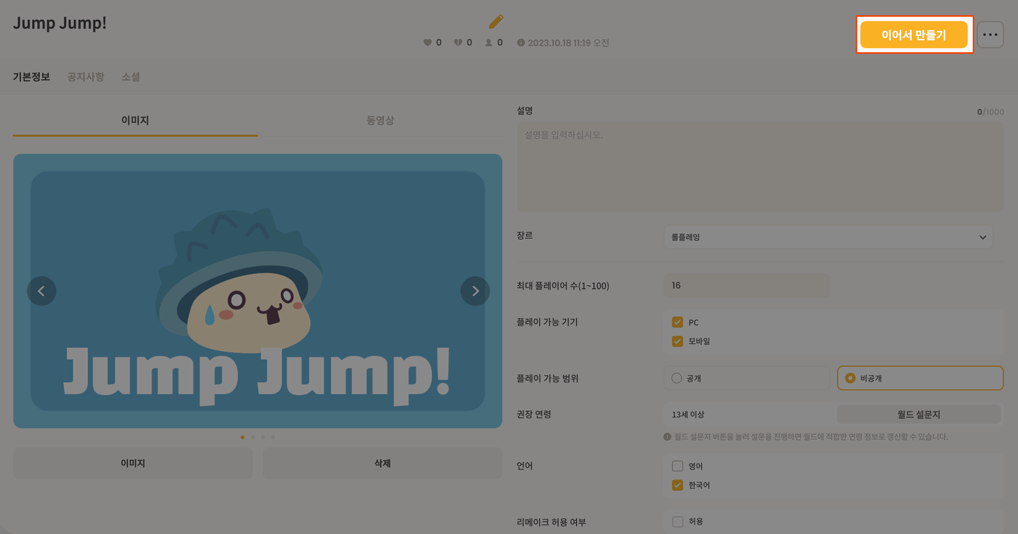 Jump Jump!
0 0 0 2023.10.18 11:19 오전
이어서 만들기
기본정보 공지사항 소셜
이미지 동영상
Jump Jump!
이미지 삭제
설명 0/1000
설명을 입력하십시오.
장르 롤플레잉
최대 플레이어 수(1~100) 16
플레이 가능 기기 PC
모바일
플레이 가능 범위 공개 비공개
권장 연령 13세 이상 월드 설문지
월드 설문지 버튼을 눌러 설문을 진행하면 월드에 적합한 연령 정보로 갱신할 수 있습니다.
언어 영어
한국어
리메이크 허용 여부 허용